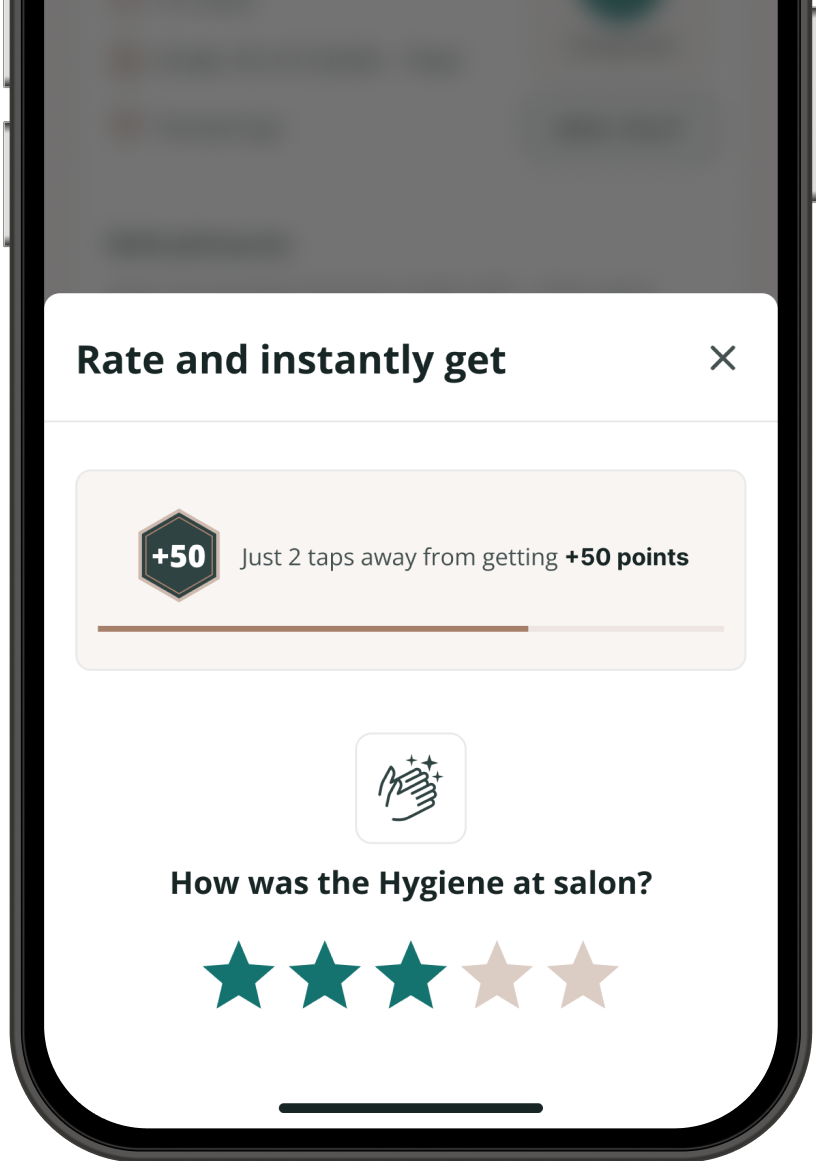 Rate and instantly get
+50
Just 2 taps away from getting +50 points
How was the Hygiene at salon?